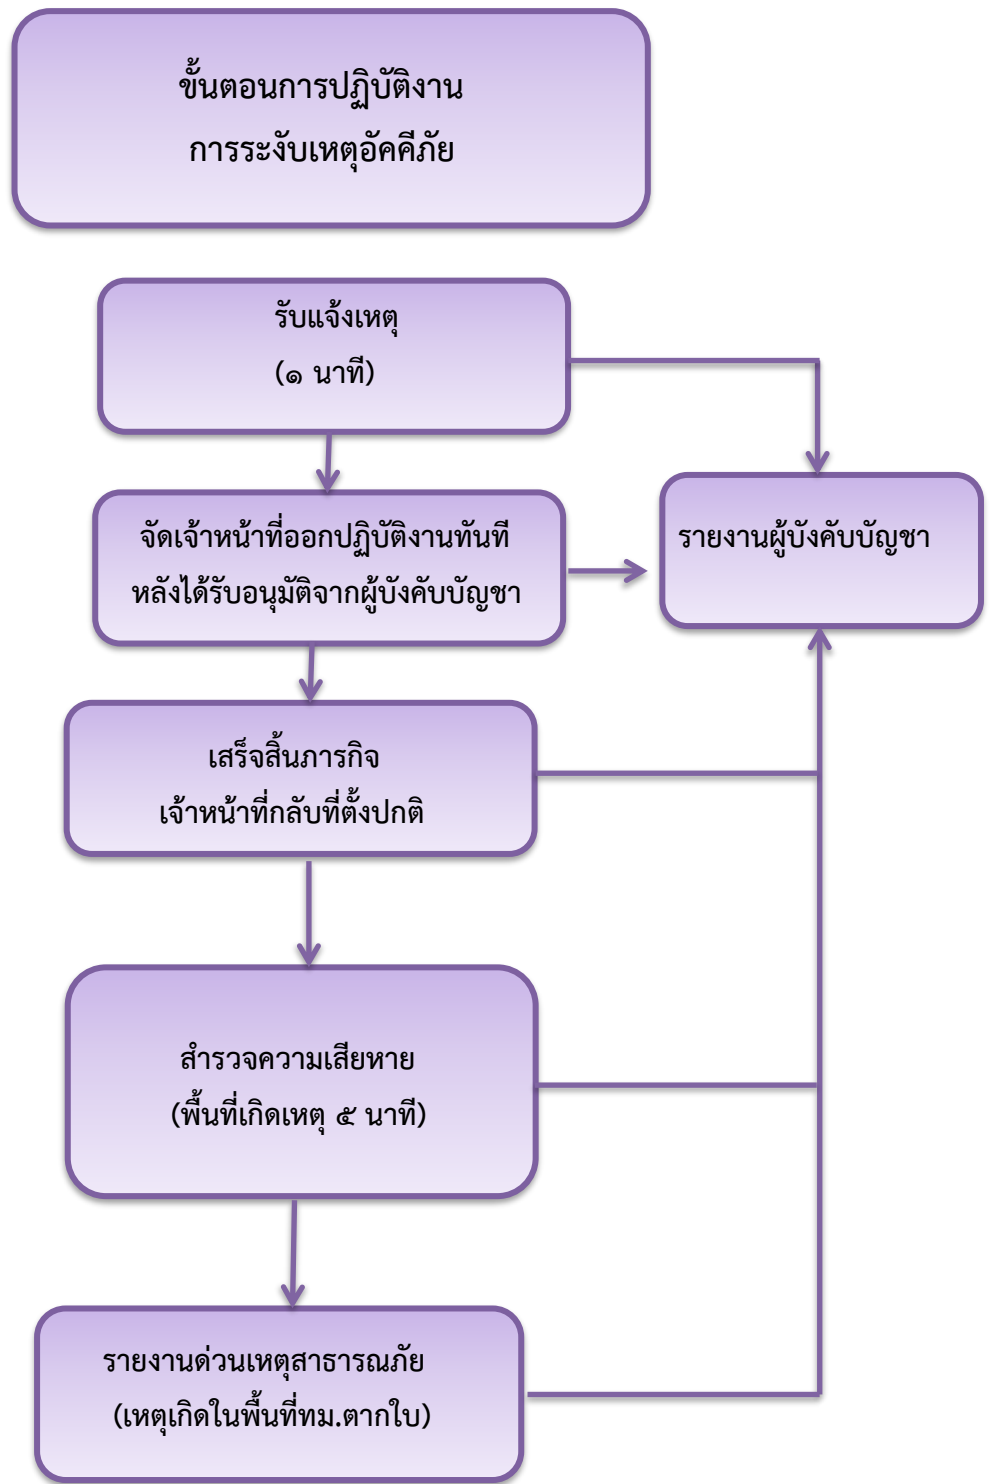 ขั้นตอนการปฏิบัติงาน
การระงับเหตุอัคคีภัย
รับแจ้งเหตุ
(๑ นาที)
จัดเจ้าหน้าที่ออกปฏิบัติงานทันที
หลังได้รับอนุมัติจากผู้บังคับบัญชา
รายงานผู้บังคับบัญชา
เสร็จสิ้นภารกิจ
เจ้าหน้าที่กลับที่ตั้งปกติ
สำรวจความเสียหาย
(พื้นที่เกิดเหตุ ๕ นาที)
รายงานด่วนเหตุสาธารณภัย
(เหตุเกิดในพื้นที่ทม.ตากใบ)